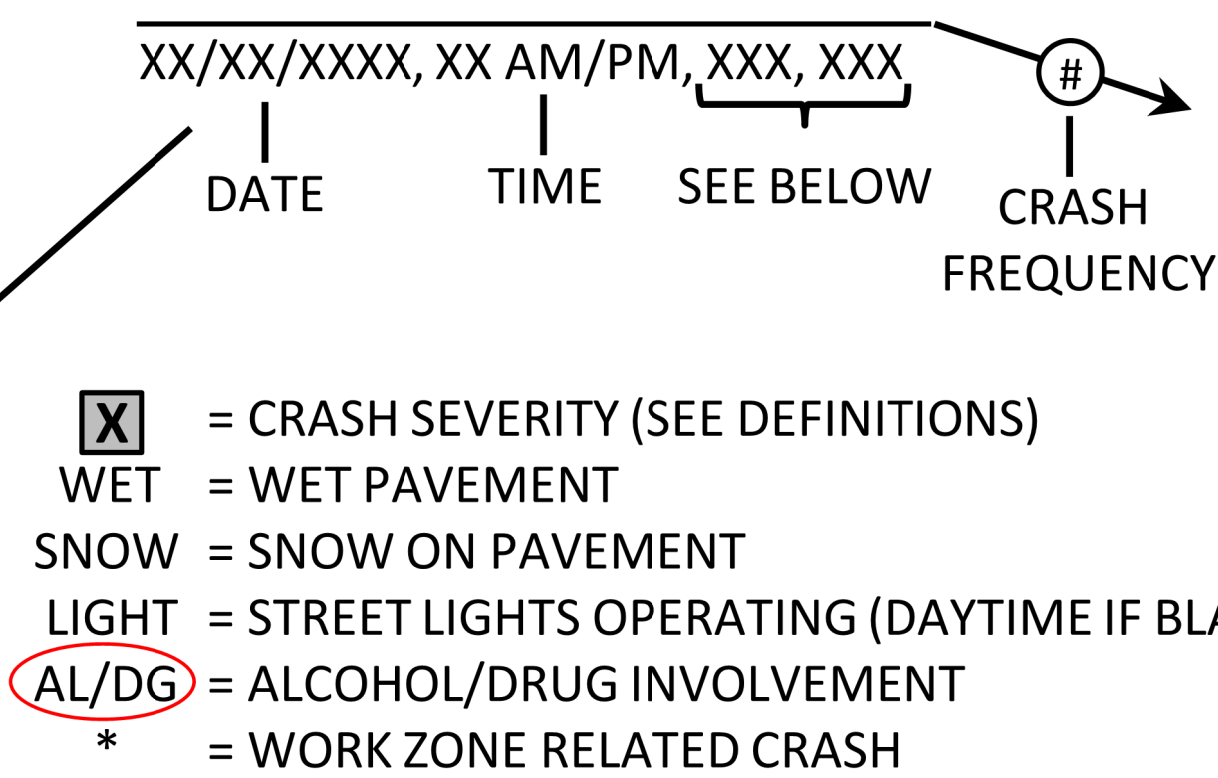 XX/XX/XXXX, XX AM/PM, XXX, XXX
#
DATE
TIME
SEE BELOW
CRASH
FREQUENCY
X = CRASH SEVERITY (SEE DEFINITIONS)
WET = WET PAVEMENT
SNOW = SNOW ON PAVEMENT
LIGHT = STREET LIGHTS OPERATING (DAYTIME IF
AL/DG = ALCOHOL/DRUG INVOLVEMENT
* = WORK ZONE RELATED CRASH